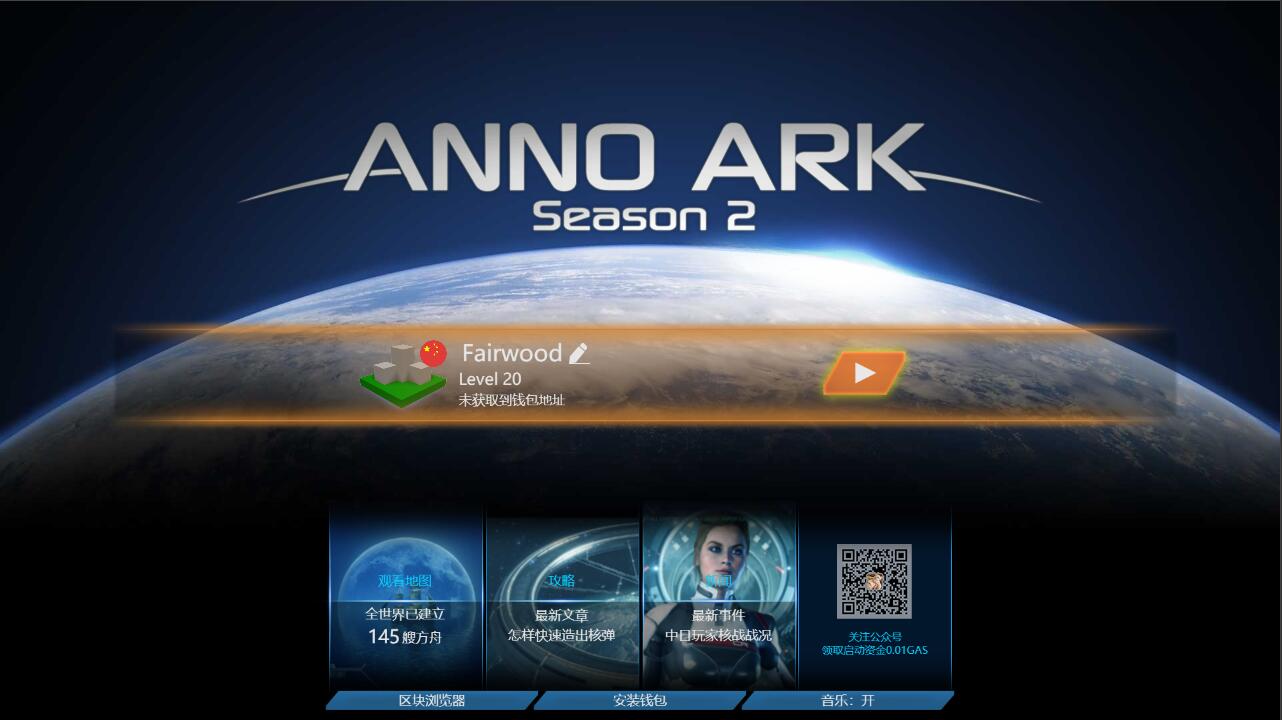 ANNO ARK
Season 2
Fairwood
Level 20
未获取到钱包地址
观看地图
全世界已建立
145艘方舟
攻略
最新文章
怎样快速造出核弹
新闻
最新事件
中日玩家核战战况
关注公众号
领取启动资金0.01GAS
区块浏览器
安装钱包
音乐：开